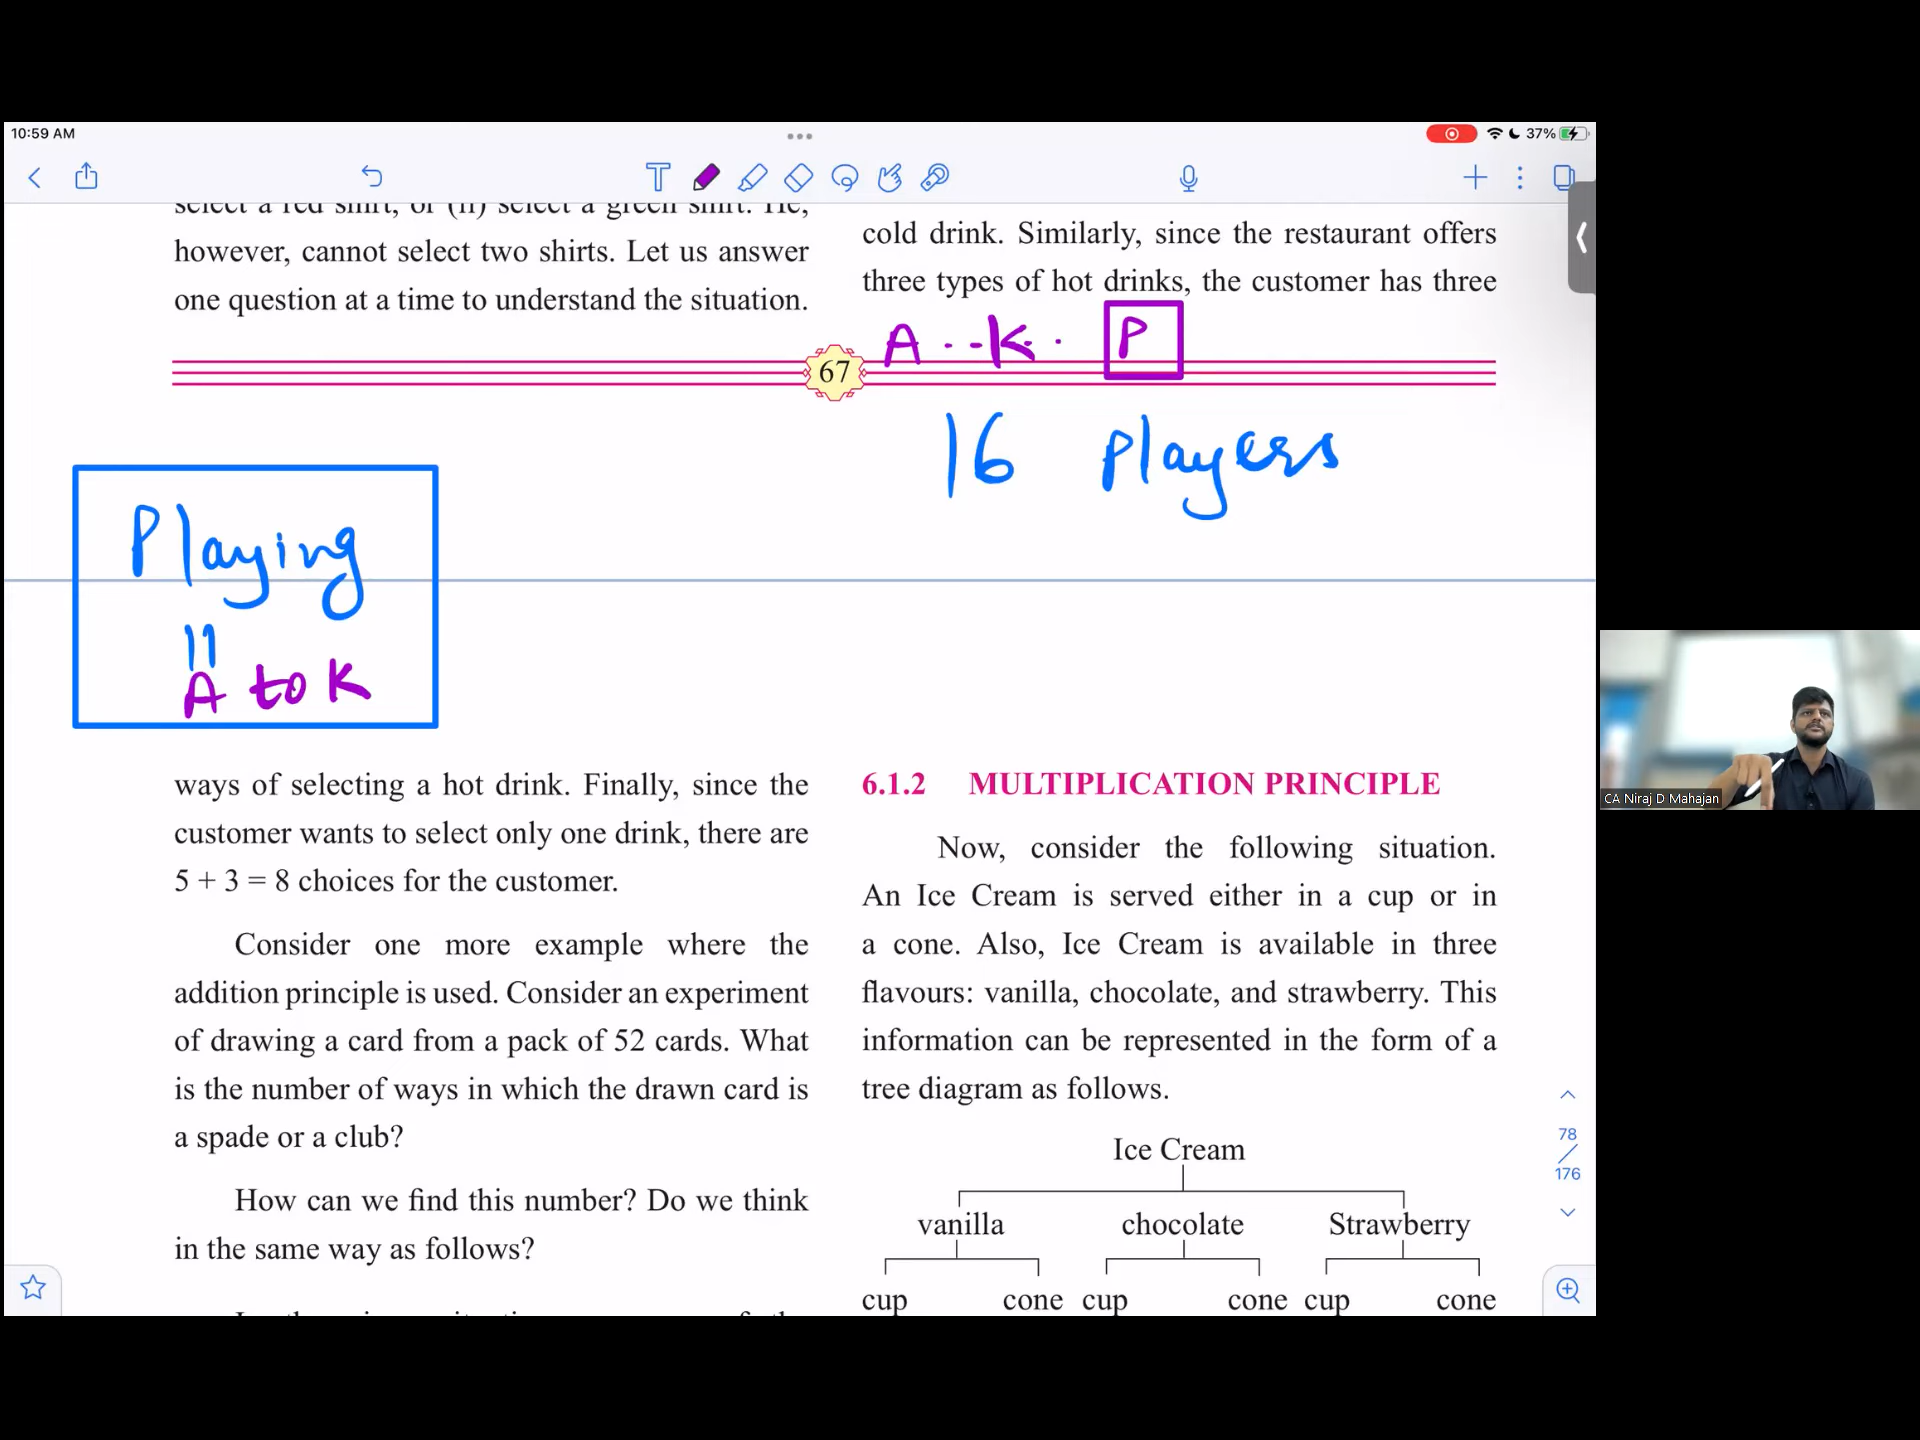 10:59 AM
37%
select a red shirt, or (ii) select a green shirt. He,
however, cannot select two shirts. Let us answer
one question at a time to understand the situation.
cold drink. Similarly, since the restaurant offers
three types of hot drinks, the customer has three
A -- K . P
67
16 players
Playing
11
A to K
ways of selecting a hot drink. Finally, since the
customer wants to select only one drink, there are
5 + 3 = 8 choices for the customer.
Consider one more example where the
addition principle is used. Consider an experiment
of drawing a card from a pack of 52 cards. What
is the number of ways in which the drawn card is
a spade or a club?
How can we find this number? Do we think
in the same way as follows?
6.1.2 MULTIPLICATION PRINCIPLE
Now, consider the following situation.
An Ice Cream is served either in a cup or in
a cone. Also, Ice Cream is available in three
flavours: vanilla, chocolate, and strawberry. This
information can be represented in the form of a
tree diagram as follows.
Ice Cream
vanilla chocolate Strawberry
cup cone cup cone cup cone
78
176
CA Niraj D Mahajan